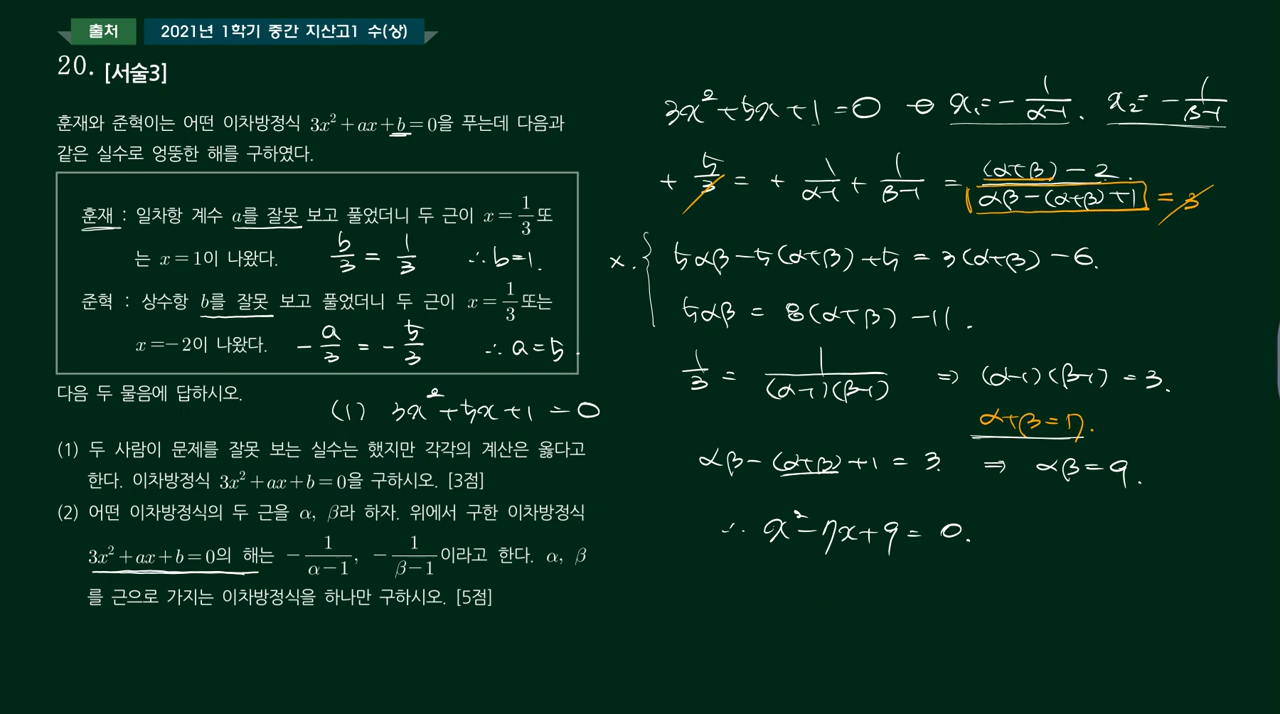 출처 2021년 1학기 중간 지산고1 수(상)
20. [서술3]
훈재와 준혁이는 어떤 이차방정식 3x²+ax+b=0을 푸는데 다음과
같은 실수로 엉뚱한 해를 구하였다.
훈재 : 일차항 계수 a를 잘못 보고 풀었더니 두 근이 x=1/3 또
는 x=1이 나왔다.
b/3 = 1/3 ∴ b=1.
준혁 : 상수항 b를 잘못 보고 풀었더니 두 근이 x=1/3 또는
x=-2이 나왔다.
-a/3 = -5/3 ∴ a=5.
다음 두 물음에 답하시오.
(1) 3x²+5x+1=0
(1) 두 사람이 문제를 잘못 보는 실수는 했지만 각각의 계산은 옳다고
한다. 이차방정식 3x²+ax+b=0을 구하시오. [3점]
(2) 어떤 이차방정식의 두 근을 α, β라 하자. 위에서 구한 이차방정식
3x²+ax+b=0의 해는 -1/(α-1), -1/(β-1)이라고 한다. α, β
를 근으로 가지는 이차방정식을 하나만 구하시오. [5점]
3x²+5x+1=0 x₁=-1/(α-1). x₂=-1/(β-1)
+5/3 = +1/(α-1) + 1/(β-1) = ((α+β)-2)/(αβ-(α+β)+1) = 3
x. { 5αβ-5(α+β)+5 = 3(α+β)-6.
5αβ = 8(α+β)-11.
1/3 = 1/((α-1)(β-1)) ⇒ (α-1)(β-1) = 3.
α+β=7.
αβ-(α+β)+1 = 3. ⇒ αβ=9.
∴ x²-7x+9=0.